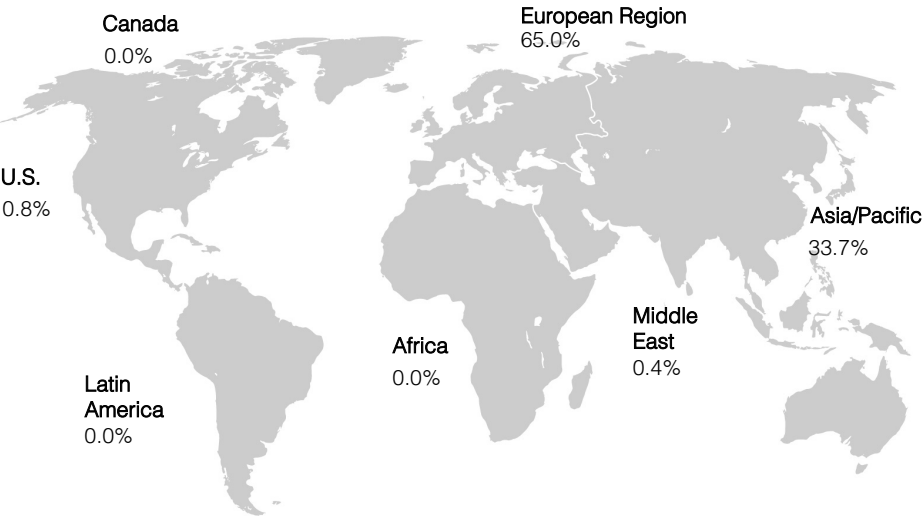 Canada
0.0%
European Region
65.0%
U.S.
0.8%
Asia/Pacific
33.7%
Middle
East
0.4%
Africa
0.0%
Latin
America
0.0%